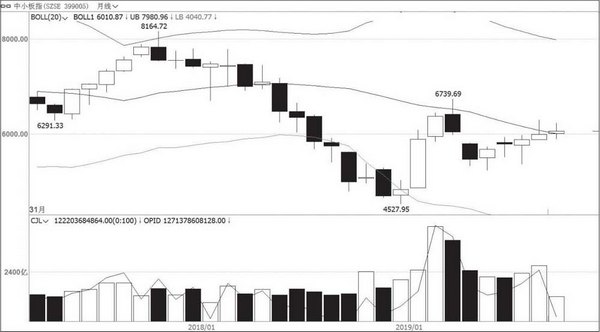 中小板指(SZSE 399005) 月线
BOLL(20) BOLL1 6010.87↓ UB 7980.96↓ LB 4040.77↓
8164.72
8000.00
6739.69
6291.33
6000.00
4527.95
31月
CJL 122203684864.00(0:100) OPID 1271378608128.00↓
2400亿
2018/01
2019/01